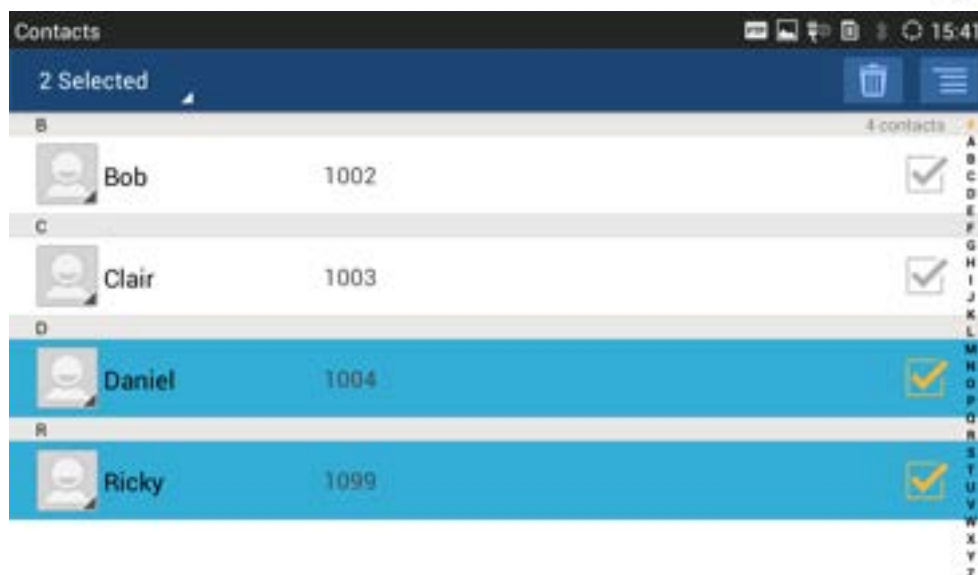 Contacts 15:41
2 Selected
B 4 contacts
Bob 1002
C
Clair 1003
D
Daniel 1004
R
Ricky 1099
#
A
B
C
D
E
F
G
H
I
J
K
L
M
N
O
P
Q
R
S
T
U
V
W
X
Y
Z